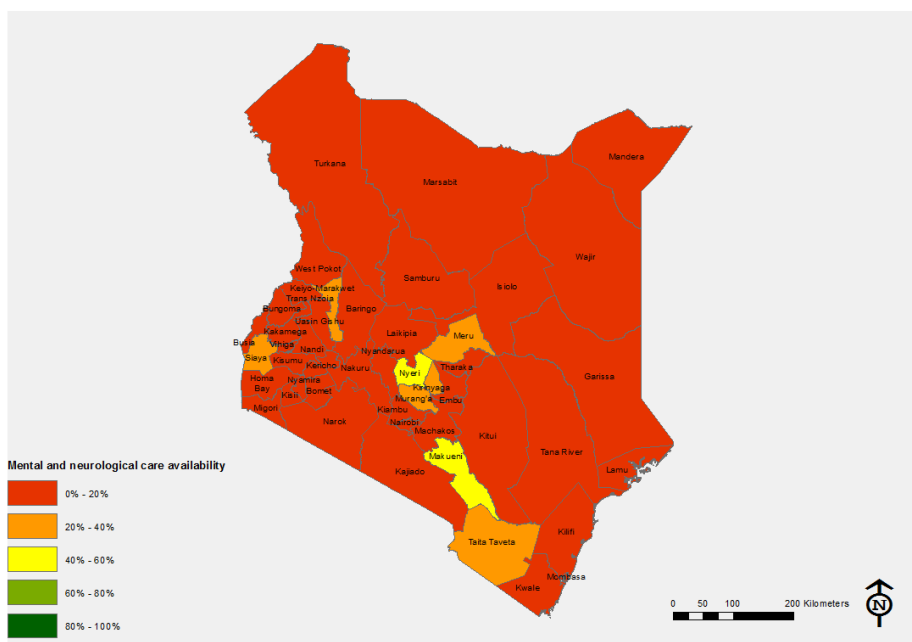 Mandera
Turkana
Marsabit
Wajir
West Pokot
Samburu
Isiolo
Keiyo-Marakwet
Trans Nzoia
Bungoma
Baringo
Uasin Gishu
Kakamega
Laikipia
Meru
Busia
Vihiga
Nandi
Nyandarua
Siaya
Kisumu
Kericho
Nakuru
Tharaka
Nyeri
Garissa
Homa
Bay
Nyamira
Kirinyaga
Kisii
Bomet
Murang'a
Embu
Migori
Kiambu
Narok
Nairobi
Machakos
Kitui
Makueni
Tana River
Kajiado
Lamu
Kilifi
Taita Taveta
Mombasa
Kwale
Mental and neurological care availability
0% - 20%
20% - 40%
40% - 60%
60% - 80%
80% - 100%
0 50 100 200 Kilometers
N